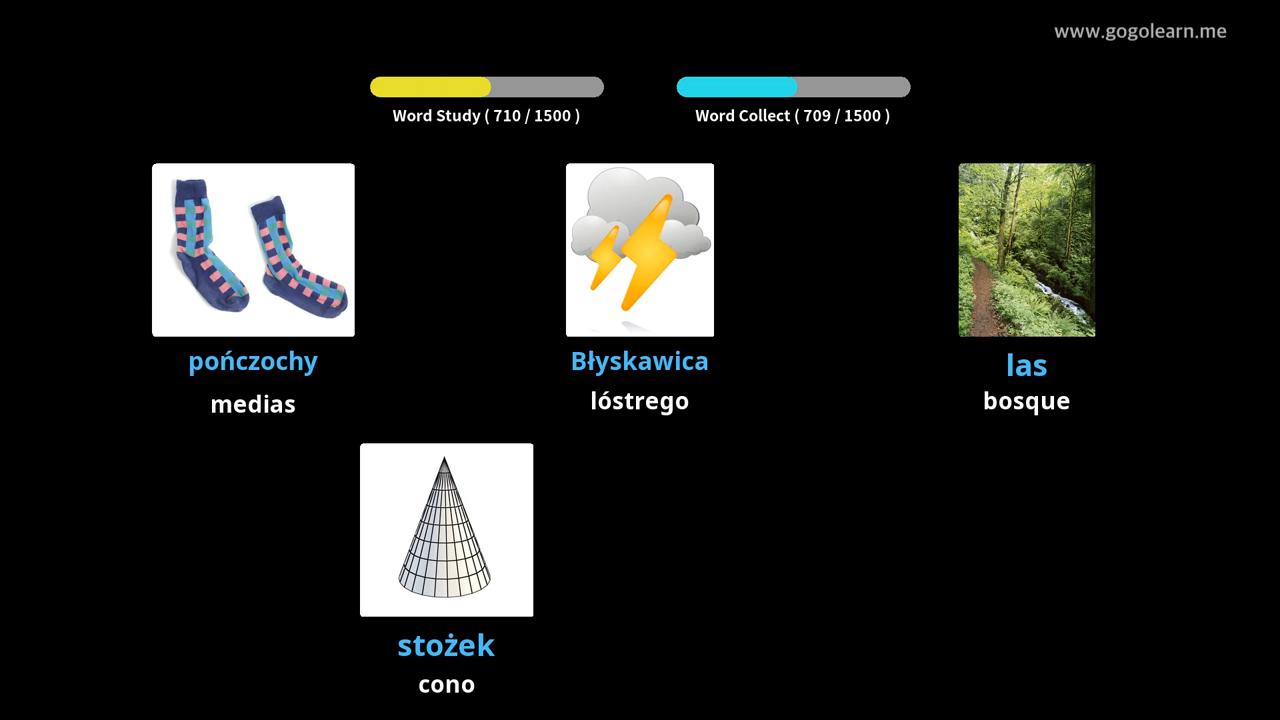 www.gogolearn.me
Word Study ( 710 / 1500 )
Word Collect ( 709 / 1500 )
pończochy
medias
Błyskawica
lóstrego
las
bosque
stożek
cono